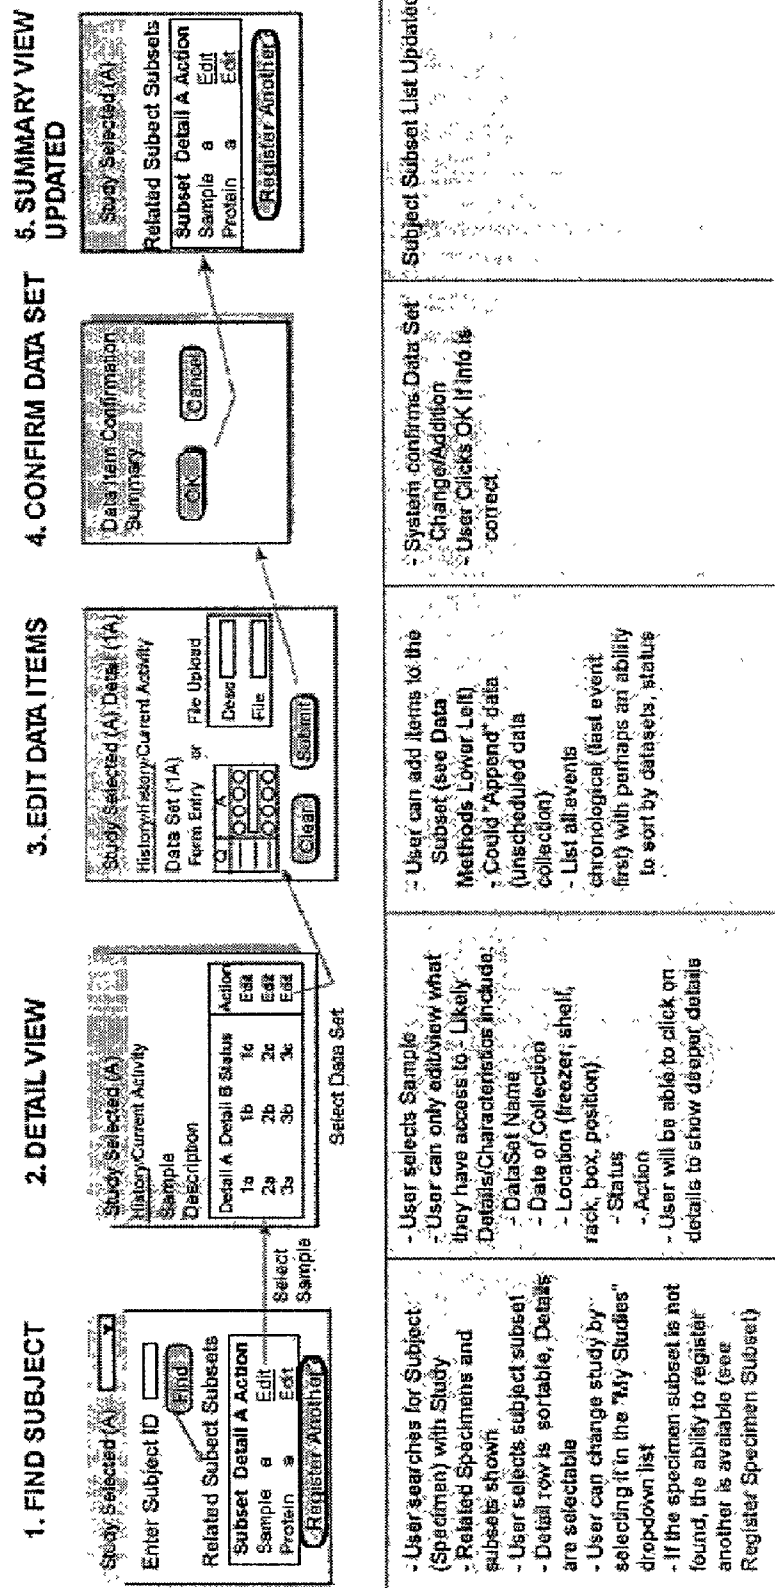 1. FIND SUBJECT
Study Selected (A)
Enter Subject ID
Find
Related Subect Subsets
Subset Detail A Action
Sample a Edit
Protein a Edit
Register Another
Select
Sample
- User searches for Subject
(Specimen) with Study
- Related Specimens and
subsets shown
- User selects subject subset
- Detail row is sortable, Details
are selectable
- User can change study by
selecting it in the "My Studies"
dropdown list
- If the specimen subset is not
found, the ability to register
another is available (see
Register Specimen Subset)
2. DETAIL VIEW
Study Selected (A)
History/Current Activity
Sample
Description
Detail A Detail B Status Action
1a 1b 1c Edit
2a 2b 2c Edit
3a 3b 3c Edit
Select Data Set
- User selects Sample
- User can only edit/view what
they have access to - Likely
Details/Characteristics include:
- DataSet Name
- Date of Collection
- Location (freezer, shelf,
rack, box, position)
- Status
- Action
- User will be able to click on
details to show deeper details
3. EDIT DATA ITEMS
Study Selected (A) Detail (1A)
History/History/Current Activity
Data Set (1A)
Form Entry or File Upload
Q A
Desc
File
Clear Submit
- User can add items to the
Subset (see Data
Methods Lower Left)
- Could "Append" data
(unscheduled data
collection)
- List all events
chronological (last event
first) with perhaps an ability
to sort by datasets, status
4. CONFIRM DATA SET
Data Item Confirmation
Summary
OK Cancel
- System confirms Data Set
Change/Addition
- User Clicks OK if info is
correct
5. SUMMARY VIEW
UPDATED
Study Selected (A)
Related Subect Subsets
Subset Detail A Action
Sample a Edit
Protein a Edit
Register Another
Subject Subset List Updated